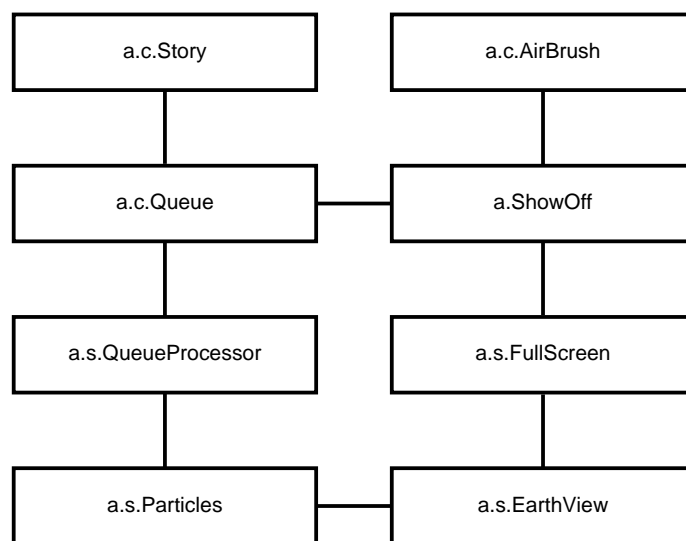 a.c.Story
a.c.AirBrush
a.c.Queue
a.ShowOff
a.s.QueueProcessor
a.s.FullScreen
a.s.Particles
a.s.EarthView